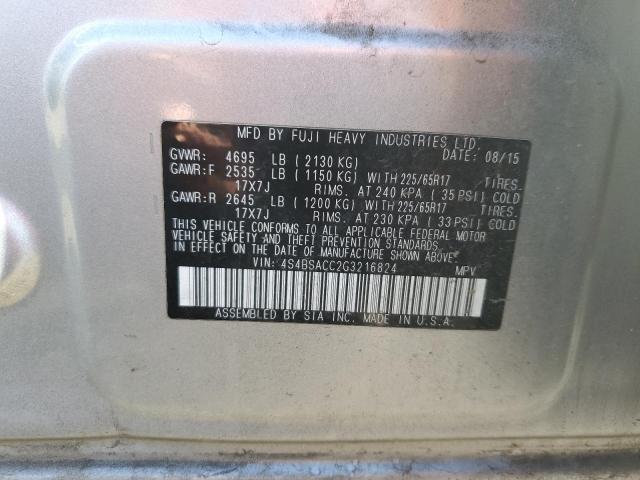 MFD BY FUJI HEAVY INDUSTRIES LTD.
GVWR: 4695 LB ( 2130 KG) DATE: 08/15
GAWR:F 2535 LB ( 1150 KG) WITH 225/65R17 TIRES.
17X7J RIMS. AT 240 KPA ( 35 PSI) COLD
GAWR:R 2645 LB ( 1200 KG) WITH 225/65R17 TIRES.
17X7J RIMS. AT 230 KPA ( 33 PSI) COLD
THIS VEHICLE CONFORMS TO ALL APPLICABLE FEDERAL MOTOR
VEHICLE SAFETY AND THEFT PREVENTION STANDARDS
IN EFFECT ON THE DATE OF MANUFACTURE SHOWN ABOVE.
VIN: 4S4BSACC2G3216824 MPV
ASSEMBLED BY SIA INC. MADE IN U.S.A.